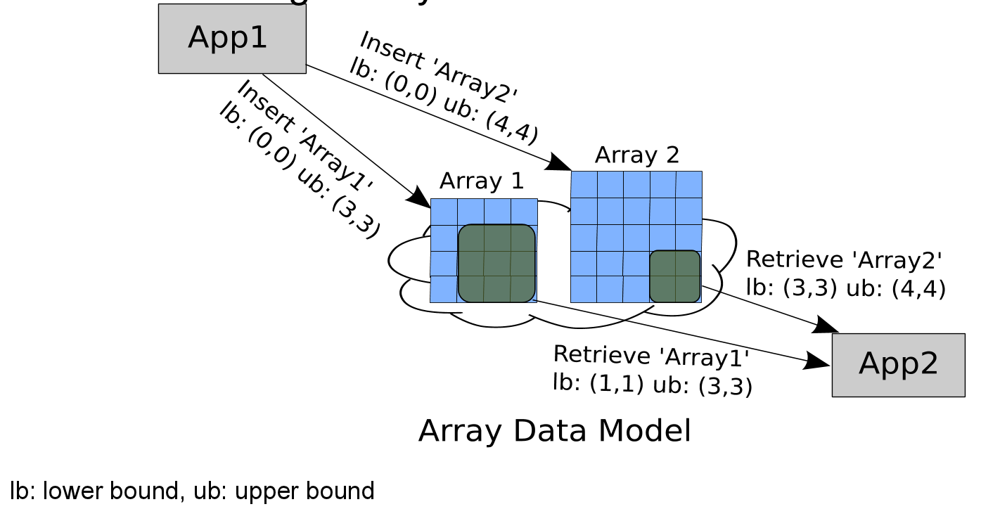 App1
Insert 'Array2'
lb: (0,0) ub: (4,4)
Insert 'Array1'
lb: (0,0) ub: (3,3)
Array 2
Array 1
Retrieve 'Array2'
lb: (3,3) ub: (4,4)
App2
Retrieve 'Array1'
lb: (1,1) ub: (3,3)
Array Data Model
lb: lower bound, ub: upper bound